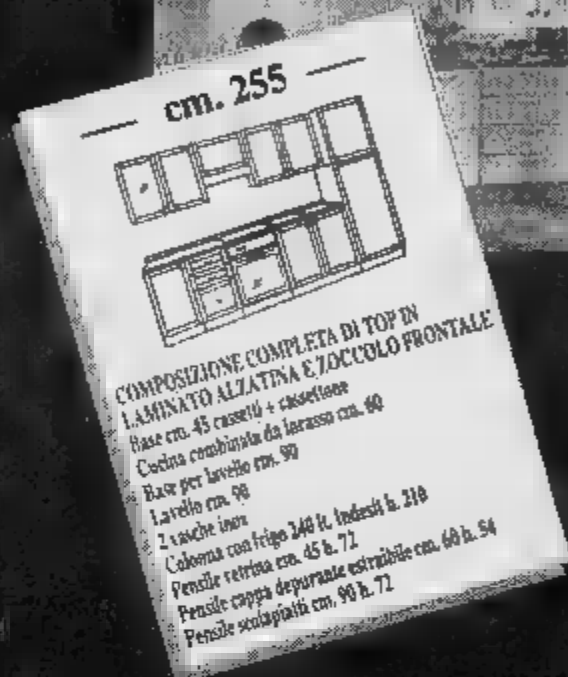 cm. 255
COMPOSIZIONE COMPLETA DI TOP IN
LAMINATO ALZATINA E ZOCCOLO FRONTALE
Base cm. 45 cassetti + cassettone
Cucina combinata da incasso cm. 60
Base per lavello cm. 90
Lavello cm. 90
2 vasche inox
Colonna con frigo 240 lt. Indesit h. 210
Pensile vetrina cm. 45 h. 72
Pensile cappa depurante estraibile cm. 60 h. 54
Pensile scolapiatti cm. 90 h. 72